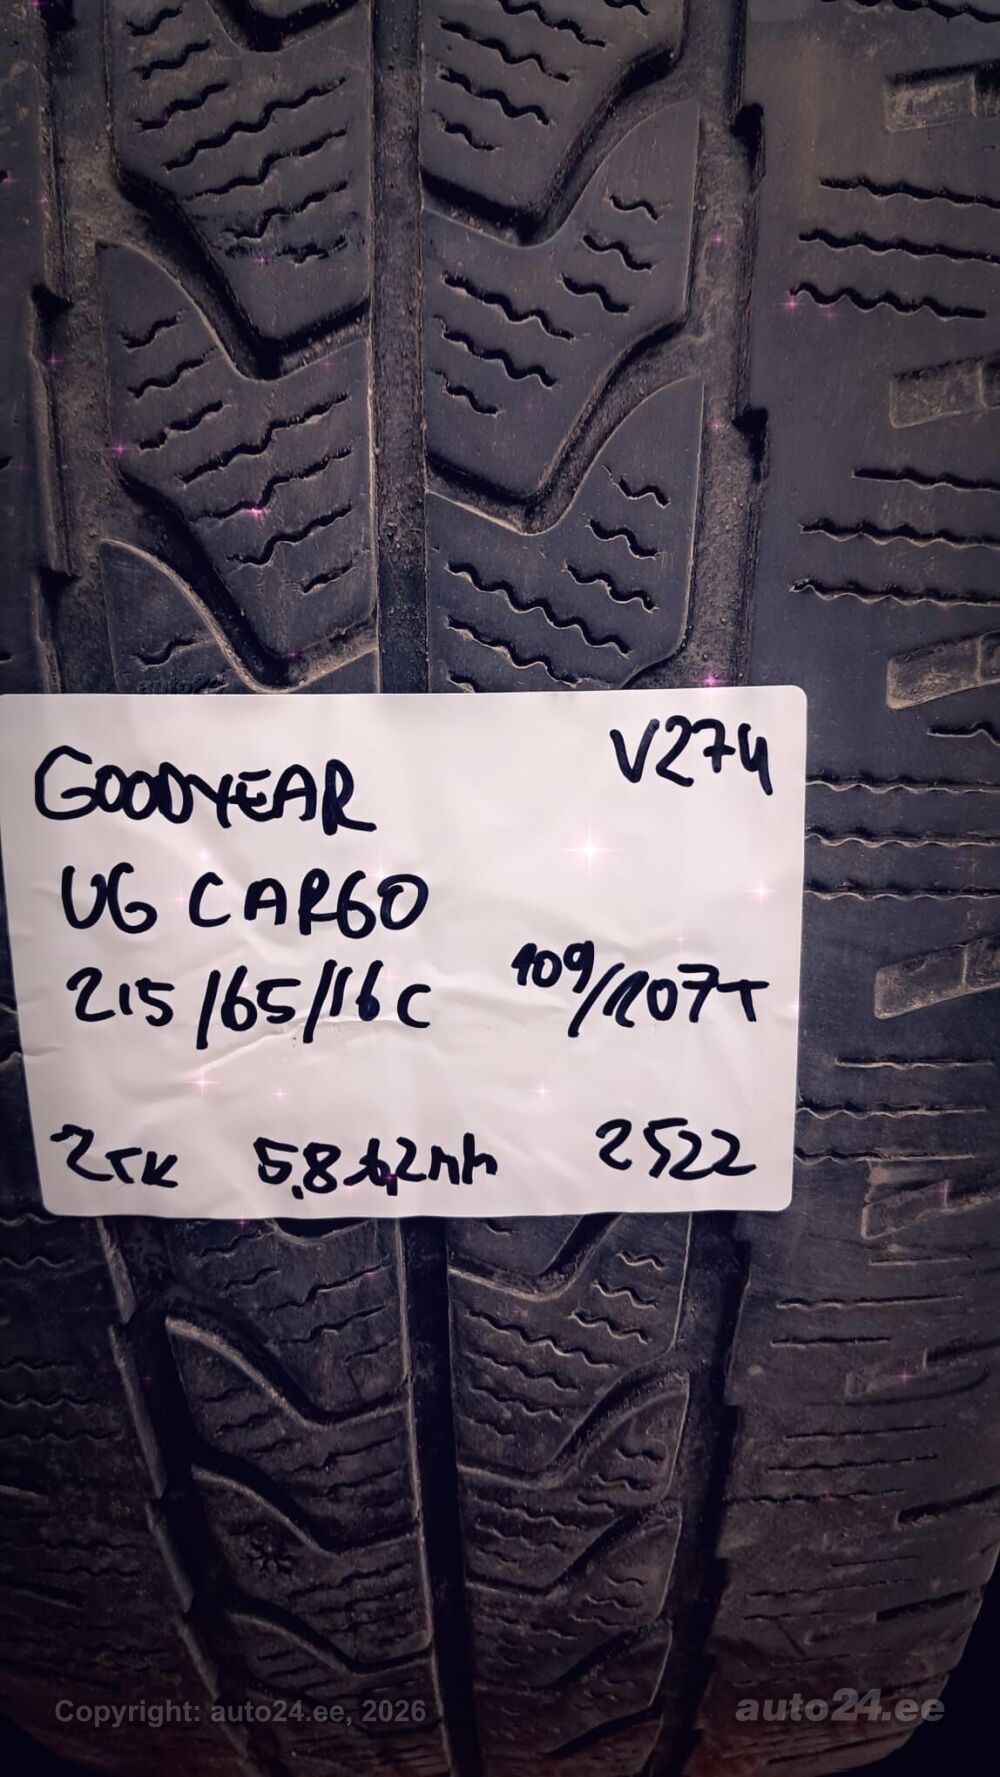 V274
GOODYEAR
UG CARGO
215/65/16C 109/107T
2TK 5,8 6,2mm 2522
Copyright: auto24.ee, 2026
auto24.ee